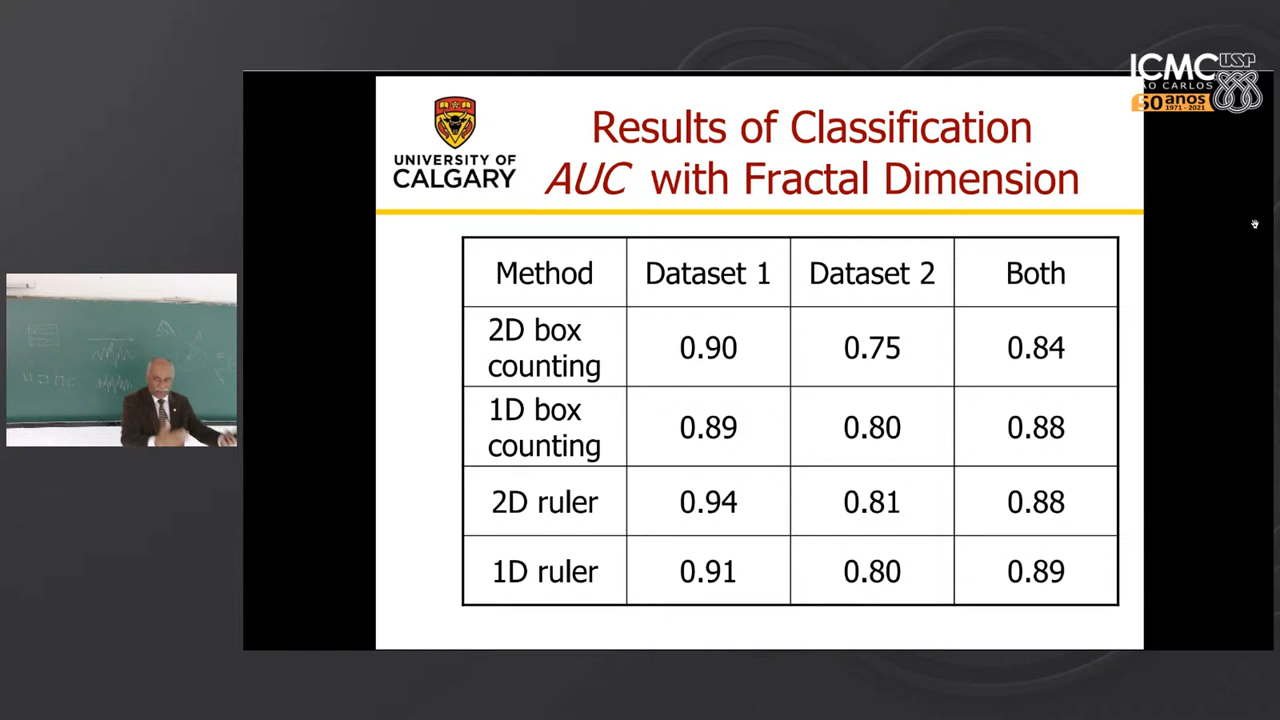 ICMC USP
ÃO CARLOS
50 anos
1971 - 2021
UNIVERSITY OF
CALGARY
Results of Classification
AUC with Fractal Dimension
Method Dataset 1 Dataset 2 Both
2D box
counting 0.90 0.75 0.84
1D box
counting 0.89 0.80 0.88
2D ruler 0.94 0.81 0.88
1D ruler 0.91 0.80 0.89